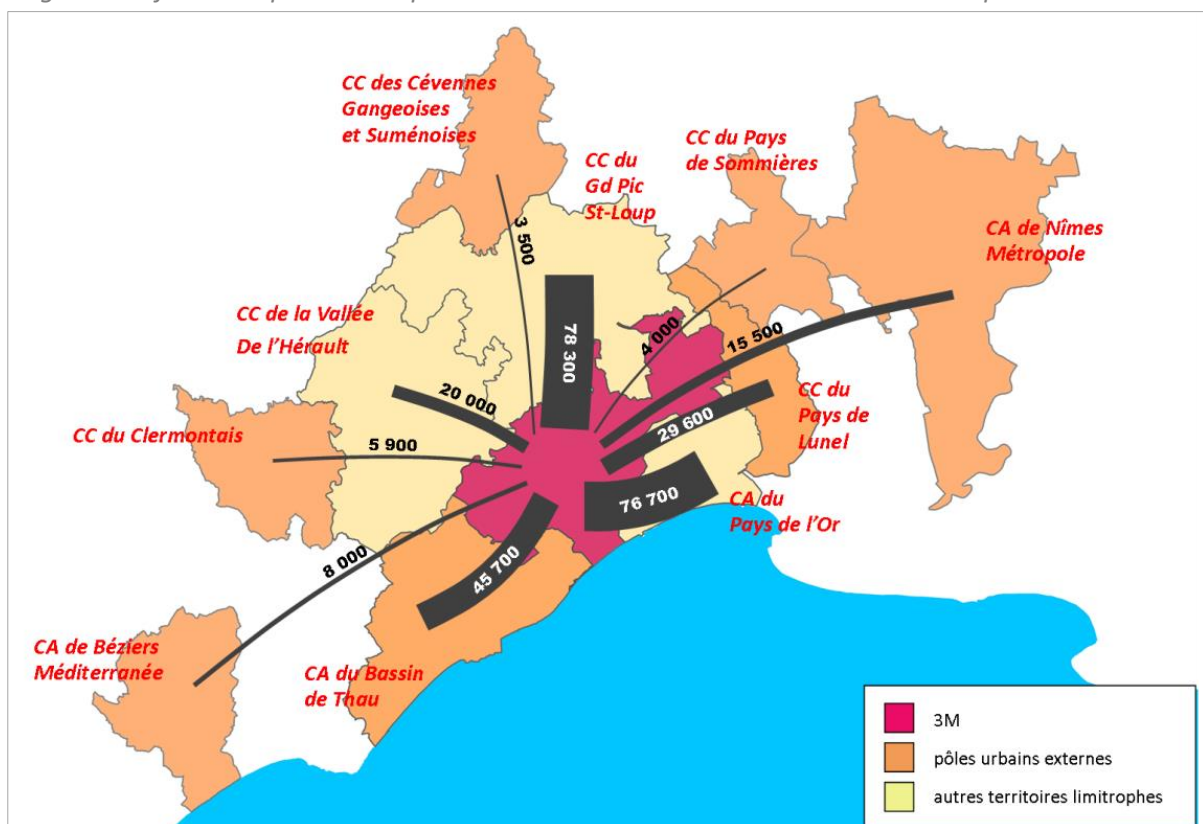 CC des Cévennes
Gangeoises
et Suménoises
CC du
Gd Pic
St-Loup
CC du Pays
de Sommières
CA de Nîmes
Métropole
CC de la Vallée
De l'Hérault
CC du Clermontais
CC du
Pays de
Lunel
CA du
Pays de l'Or
CA de Béziers
Méditerranée
CA du Bassin
de Thau
3 500
78 300
4 000
15 500
20 000
29 600
5 900
76 700
8 000
45 700
3M
pôles urbains externes
autres territoires limitrophes